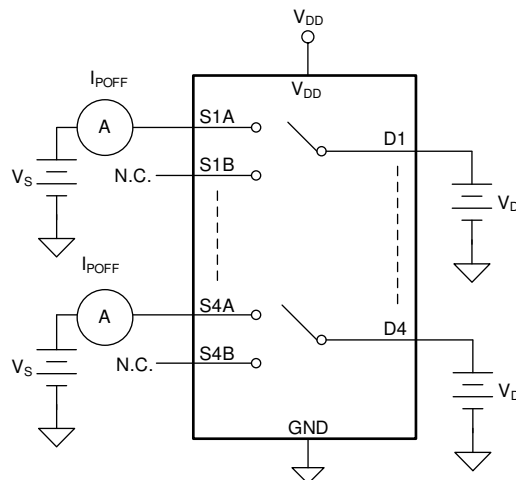 VDD
VDD
IPOFF
A
S1A
D1
VS
N.C.
S1B
VD
IPOFF
A
S4A
D4
VS
N.C.
S4B
VD
GND